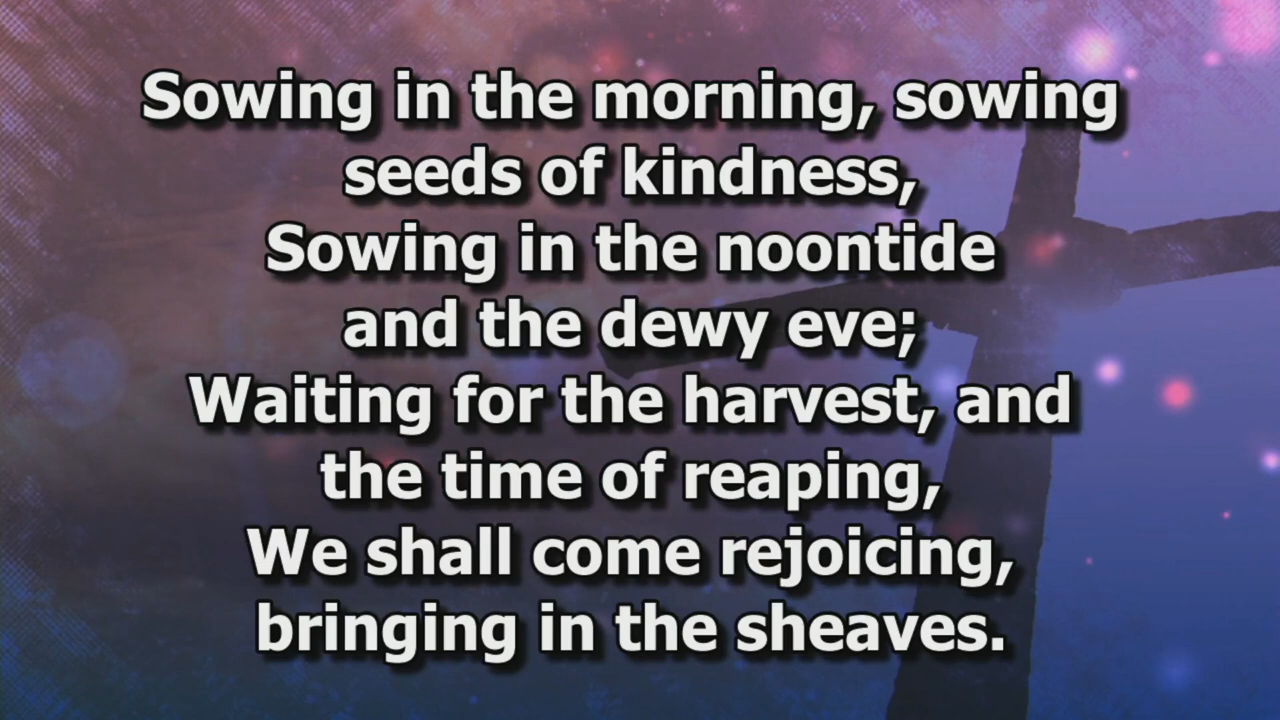 Sowing in the morning, sowing
seeds of kindness,
Sowing in the noontide
and the dewy eve;
Waiting for the harvest, and
the time of reaping,
We shall come rejoicing,
bringing in the sheaves.